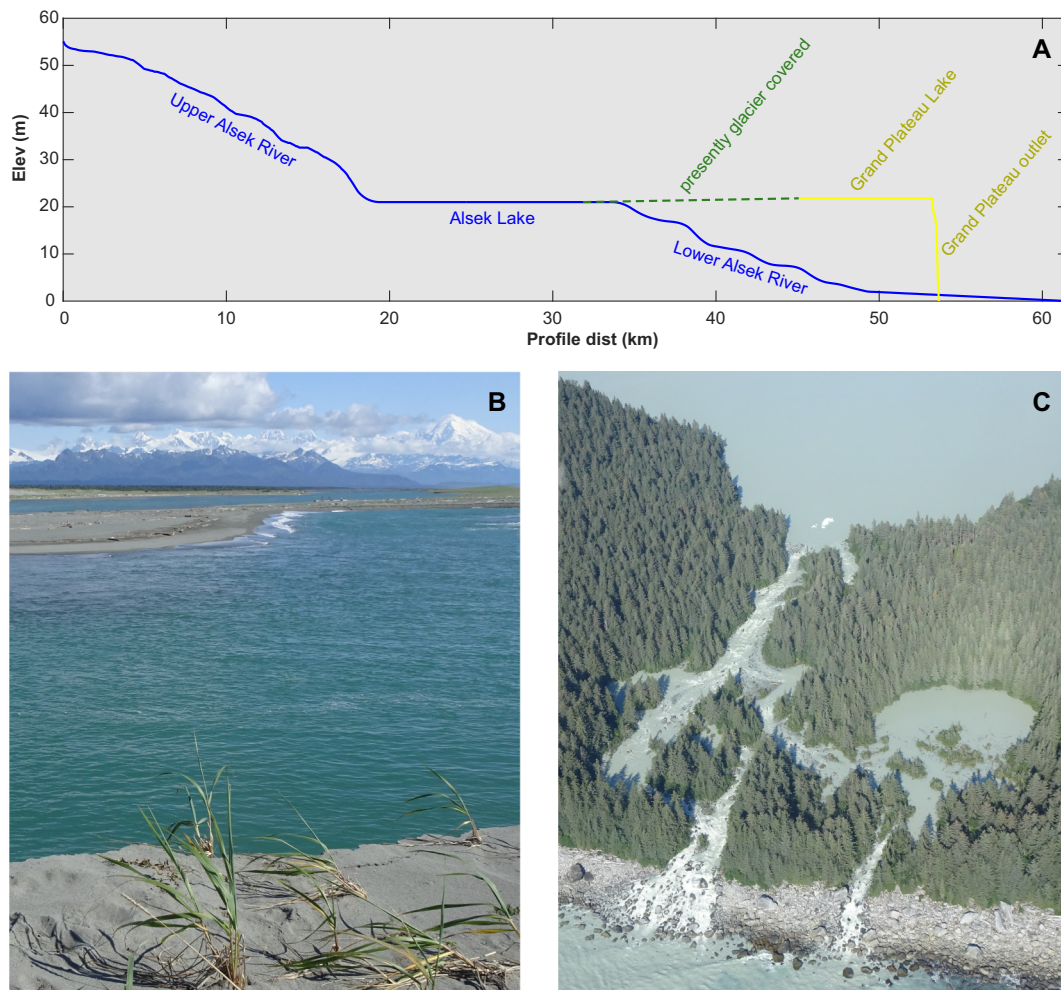 A
60
50
40
30
20
10
0
Elev (m)
Upper Alsek River
Alsek Lake
presently glacier covered
Lower Alsek River
Grand Plateau Lake
Grand Plateau outlet
0
10
20
30
40
50
60
Profile dist (km)
B
C